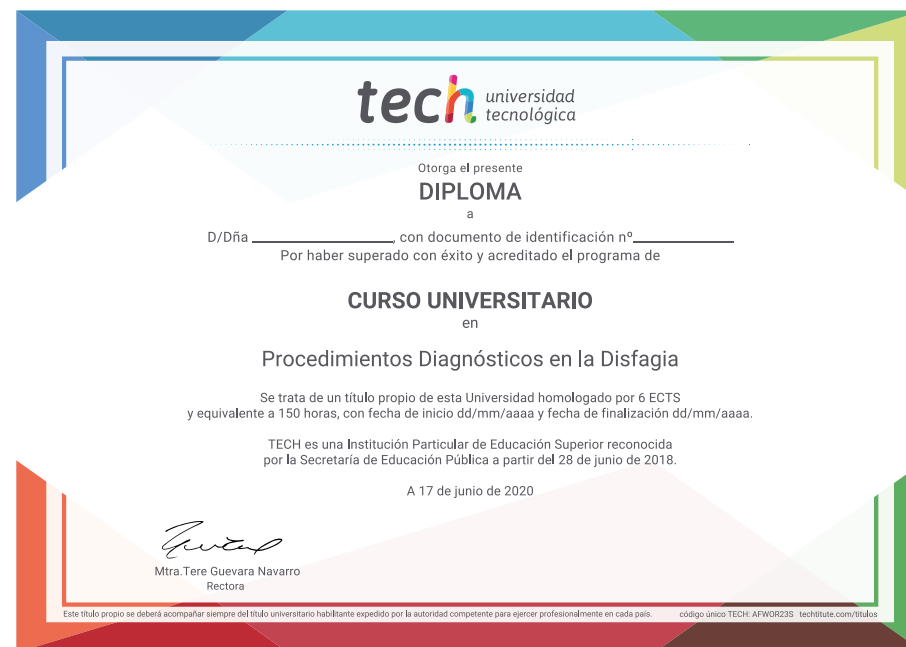 tech universidad
tecnológica
Otorga el presente
DIPLOMA
a
D/Dña ____________________, con documento de identificación nº______________
Por haber superado con éxito y acreditado el programa de
CURSO UNIVERSITARIO
en
Procedimientos Diagnósticos en la Disfagia
Se trata de un título propio de esta Universidad homologado por 6 ECTS
y equivalente a 150 horas, con fecha de inicio dd/mm/aaaa y fecha de finalización dd/mm/aaaa.
TECH es una Institución Particular de Educación Superior reconocida
por la Secretaría de Educación Pública a partir del 28 de junio de 2018.
A 17 de junio de 2020
Mtra.Tere Guevara Navarro
Rectora
Este título propio se deberá acompañar siempre del título universitario habilitante expedido por la autoridad competente para ejercer profesionalmente en cada país. código único TECH: AFWOR23S techtitute.com/títulos